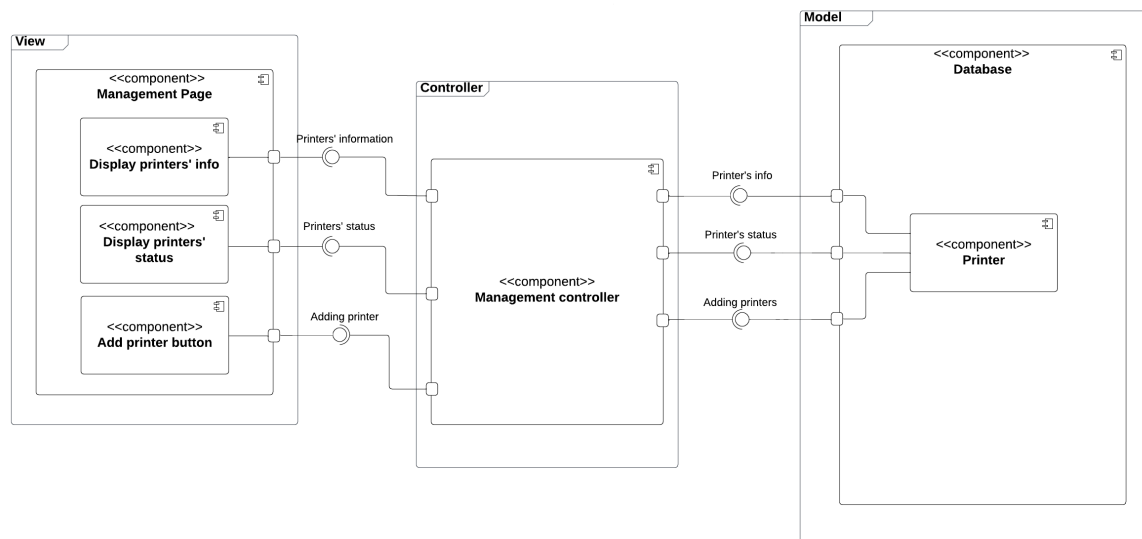 View
<<component>>
Management Page
<<component>>
Display printers' info
<<component>>
Display printers'
status
<<component>>
Add printer button
Printers' information
Printers' status
Adding printer
Controller
<<component>>
Management controller
Printer's info
Printer's status
Adding printers
Model
<<component>>
Database
<<component>>
Printer